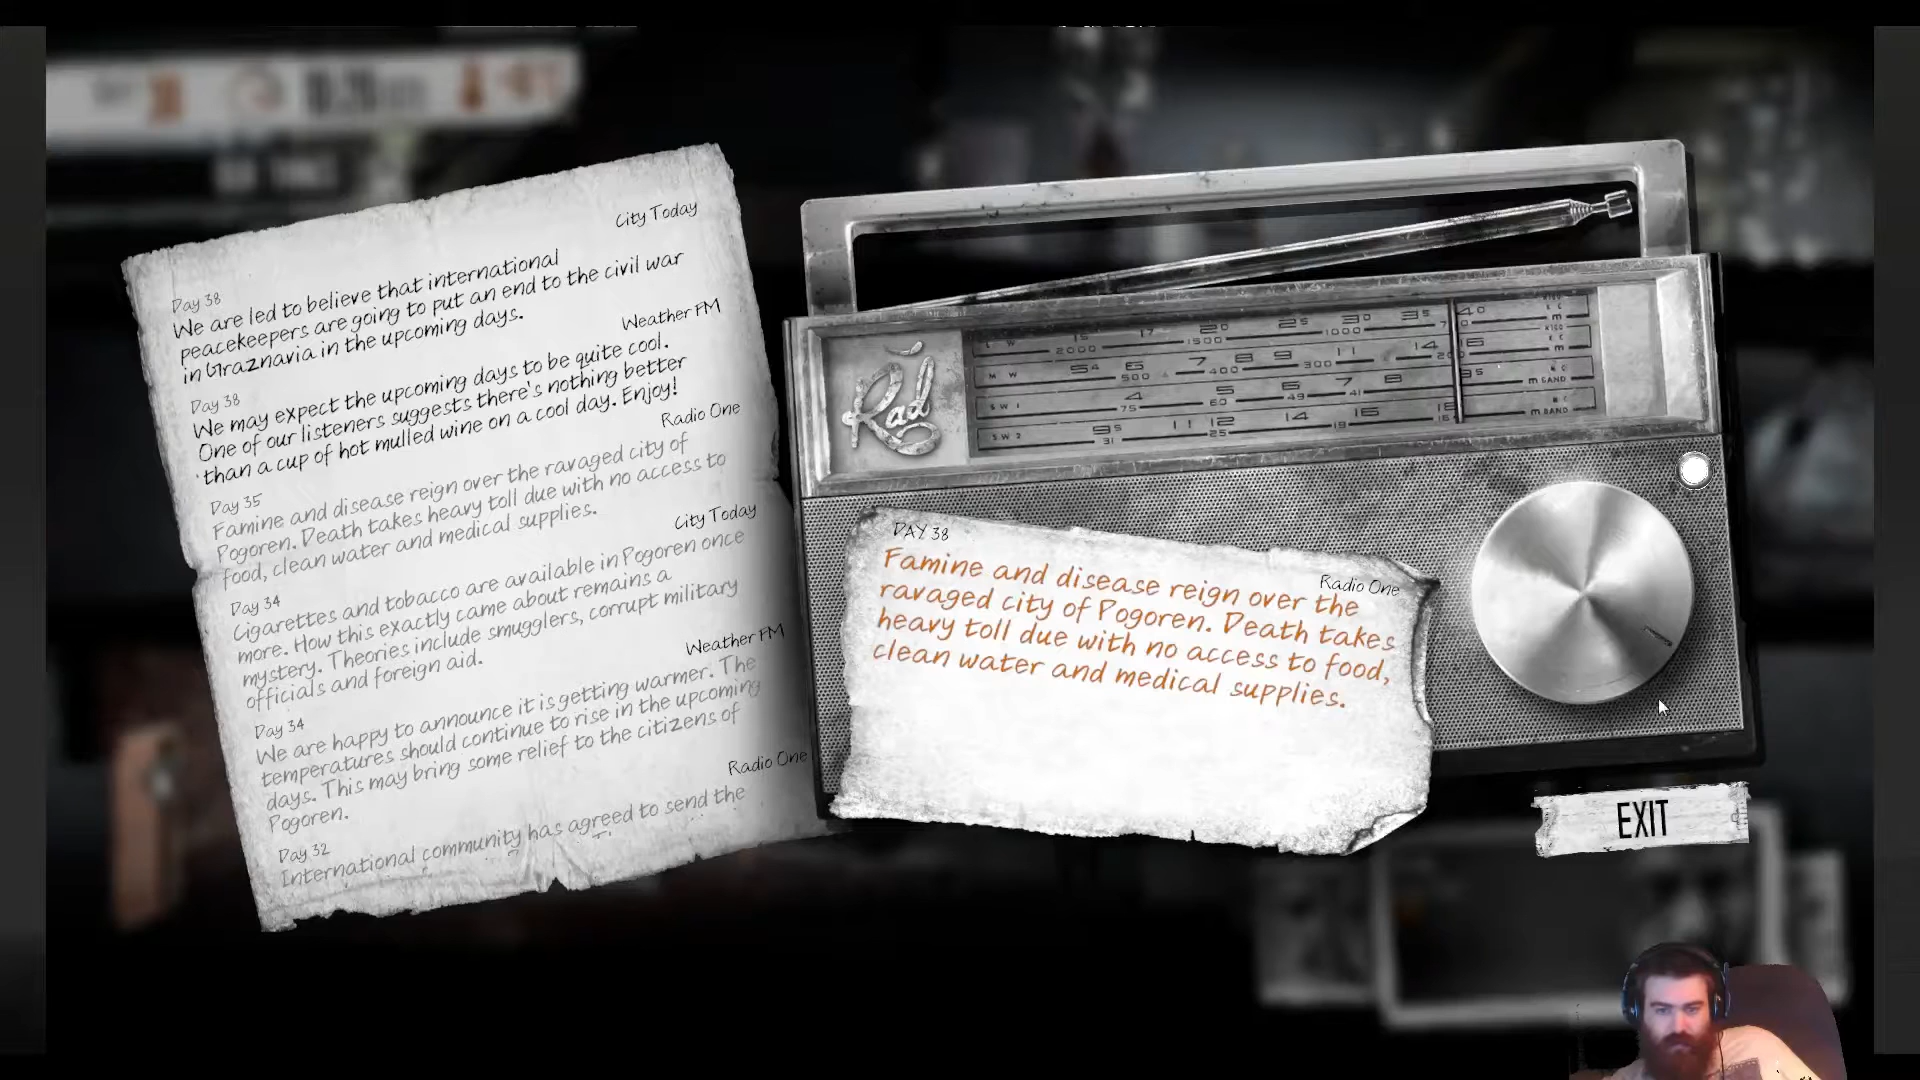 City Today
Day 38
We are led to believe that international
peacekeepers are going to put an end to the civil war
in Graznavia in the upcoming days.
Weather FM
Day 38
We may expect the upcoming days to be quite cool.
One of our listeners suggests there's nothing better
than a cup of hot mulled wine on a cool day. Enjoy!
Radio One
Day 35
Famine and disease reign over the ravaged city of
Pogoren. Death takes heavy toll due with no access to
food, clean water and medical supplies.
City Today
Day 34
Cigarettes and tobacco are available in Pogoren once
more. How this exactly came about remains a
mystery. Theories include smugglers, corrupt military
officials and foreign aid.
Weather FM
Day 34
We are happy to announce it is getting warmer. The
temperatures should continue to rise in the upcoming
days. This may bring some relief to the citizens of
Pogoren.
Radio One
Day 32
International community has agreed to send the
Rad
DAY 38
Radio One
Famine and disease reign over the
ravaged city of Pogoren. Death takes
heavy toll due with no access to food,
clean water and medical supplies.
EXIT